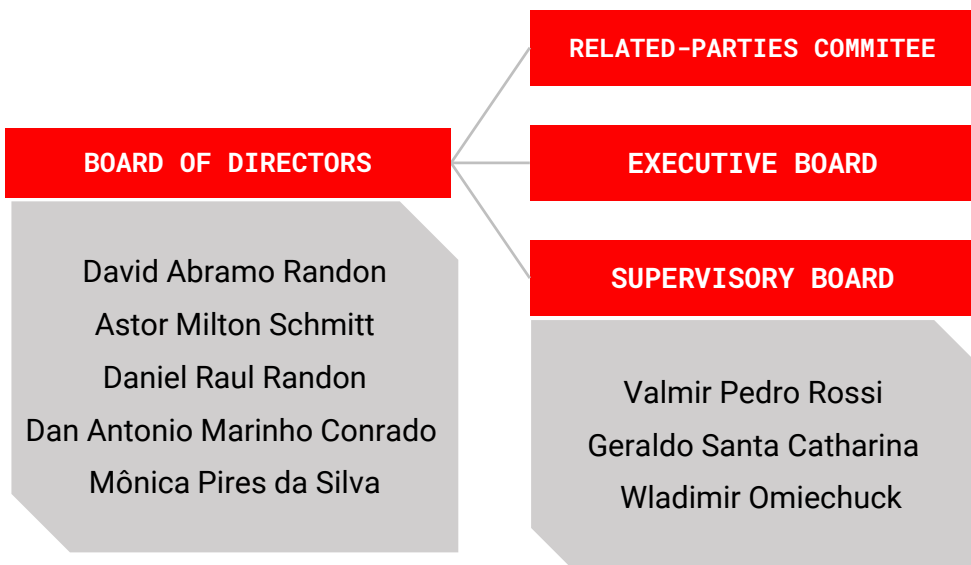 RELATED-PARTIES COMMITEE
BOARD OF DIRECTORS
EXECUTIVE BOARD
SUPERVISORY BOARD
David Abramo Randon
Astor Milton Schmitt
Daniel Raul Randon
Dan Antonio Marinho Conrado
Mônica Pires da Silva
Valmir Pedro Rossi
Geraldo Santa Catharina
Wladimir Omiechuck